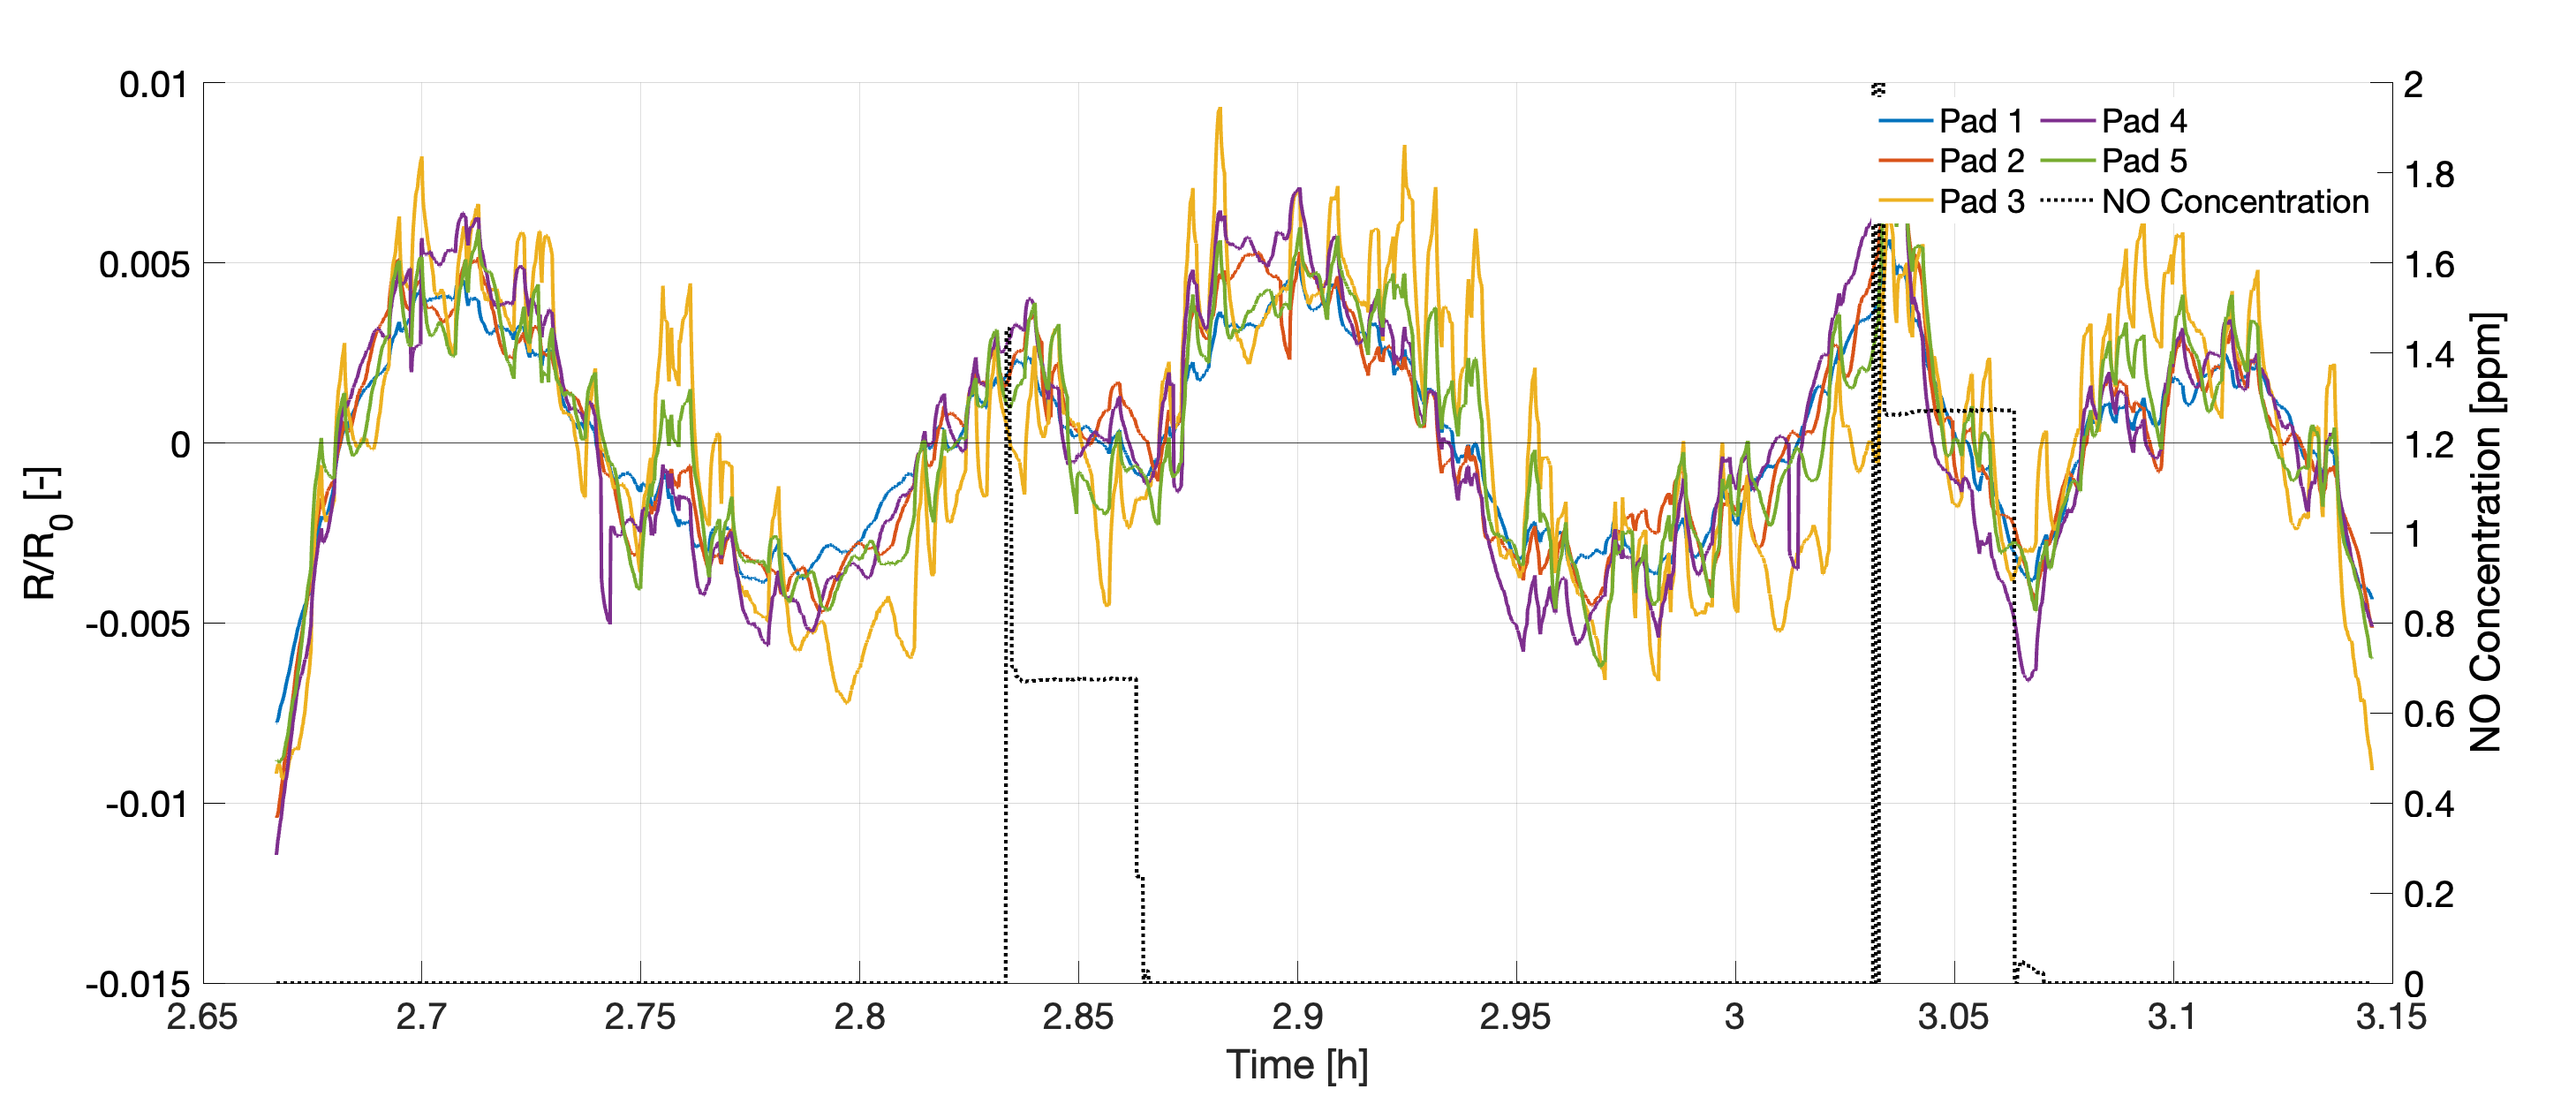 0.01
0.005
0
-0.005
-0.01
-0.015
R/R0 [-]
2.65 2.7 2.75 2.8 2.85 2.9 2.95 3 3.05 3.1 3.15
Time [h]
2
1.8
1.6
1.4
1.2
1
0.8
0.6
0.4
0.2
0
NO Concentration [ppm]
Pad 1 Pad 4
Pad 2 Pad 5
Pad 3 NO Concentration